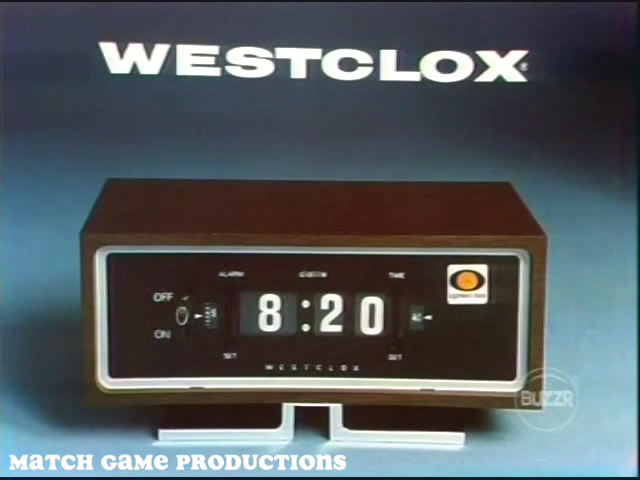 WESTCLOX®
ALARM TIME
OFF
8:20
ON
SET SET
WESTCLOX
BUZZR
MATCH GAME PRODUCTIONS